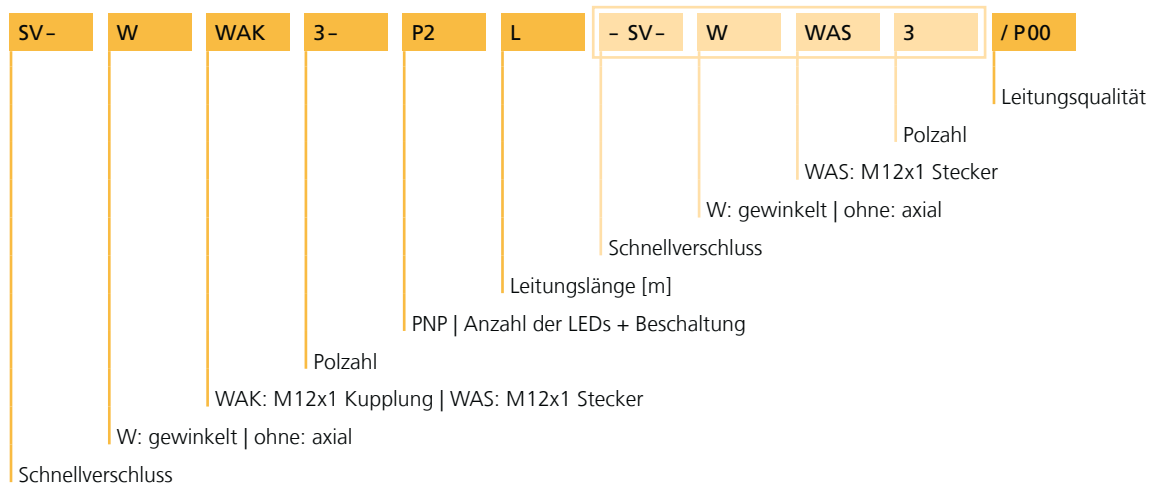 SV– W WAK 3– P2 L – SV– W WAS 3 / P00
Leitungsqualität
Polzahl
WAS: M12x1 Stecker
W: gewinkelt | ohne: axial
Schnellverschluss
Leitungslänge [m]
PNP | Anzahl der LEDs + Beschaltung
Polzahl
WAK: M12x1 Kupplung | WAS: M12x1 Stecker
W: gewinkelt | ohne: axial
Schnellverschluss